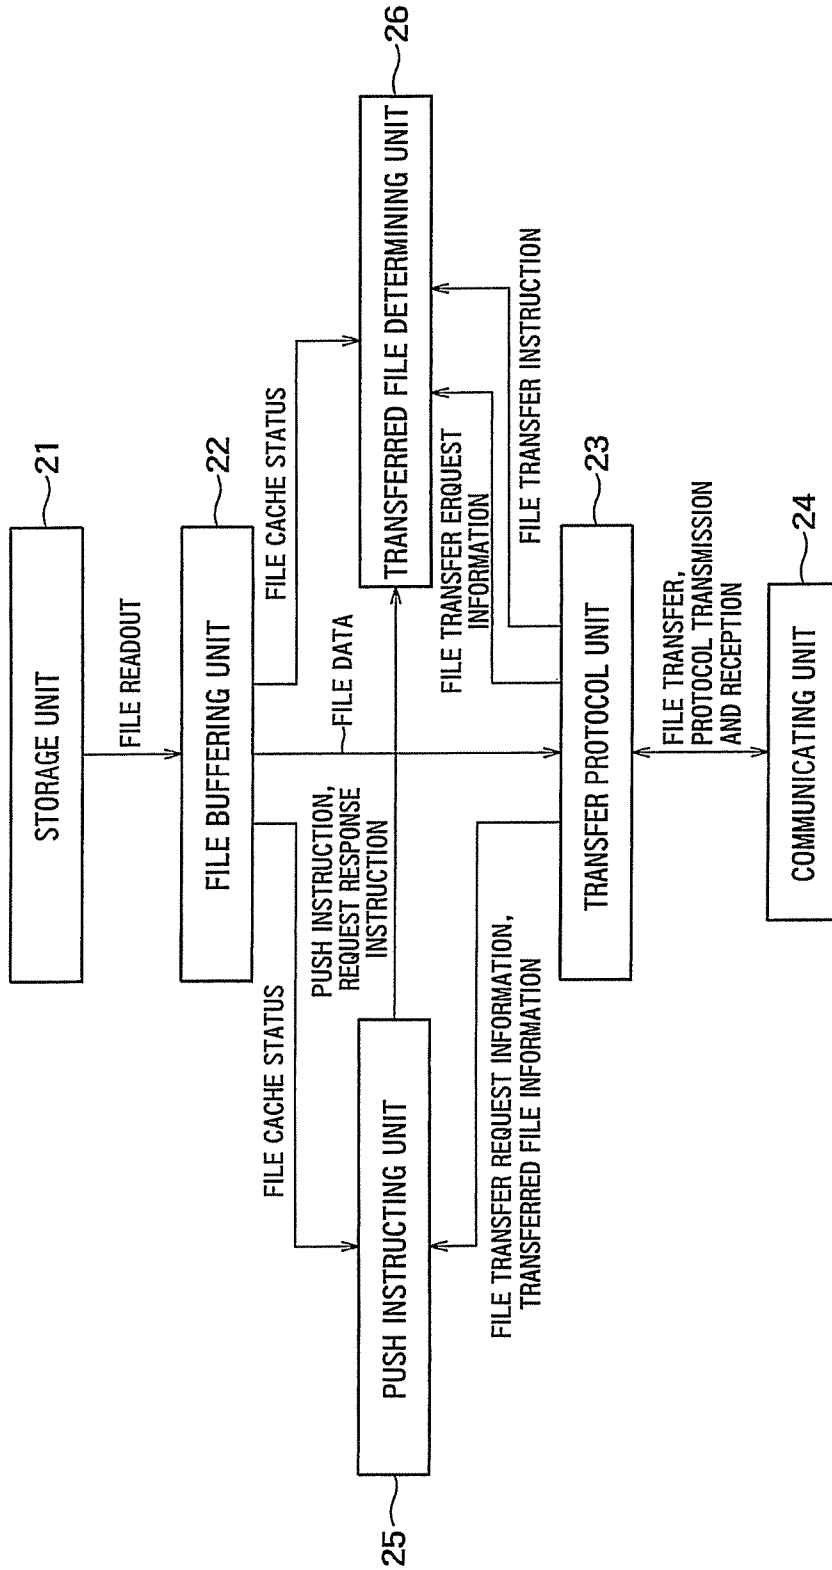 STORAGE UNIT
21
FILE READOUT
FILE BUFFERING UNIT
22
FILE CACHE STATUS
FILE CACHE STATUS
FILE DATA
PUSH INSTRUCTION,
REQUEST RESPONSE
INSTRUCTION
PUSH INSTRUCTING UNIT
25
TRANSFERRED FILE DETERMINING UNIT
26
FILE TRANSFER REQUEST INFORMATION,
TRANSFERRED FILE INFORMATION
FILE TRANSFER ERQUEST
INFORMATION
FILE TRANSFER INSTRUCTION
TRANSFER PROTOCOL UNIT
23
FILE TRANSFER,
PROTOCOL TRANSMISSION
AND RECEPTION
COMMUNICATING UNIT
24